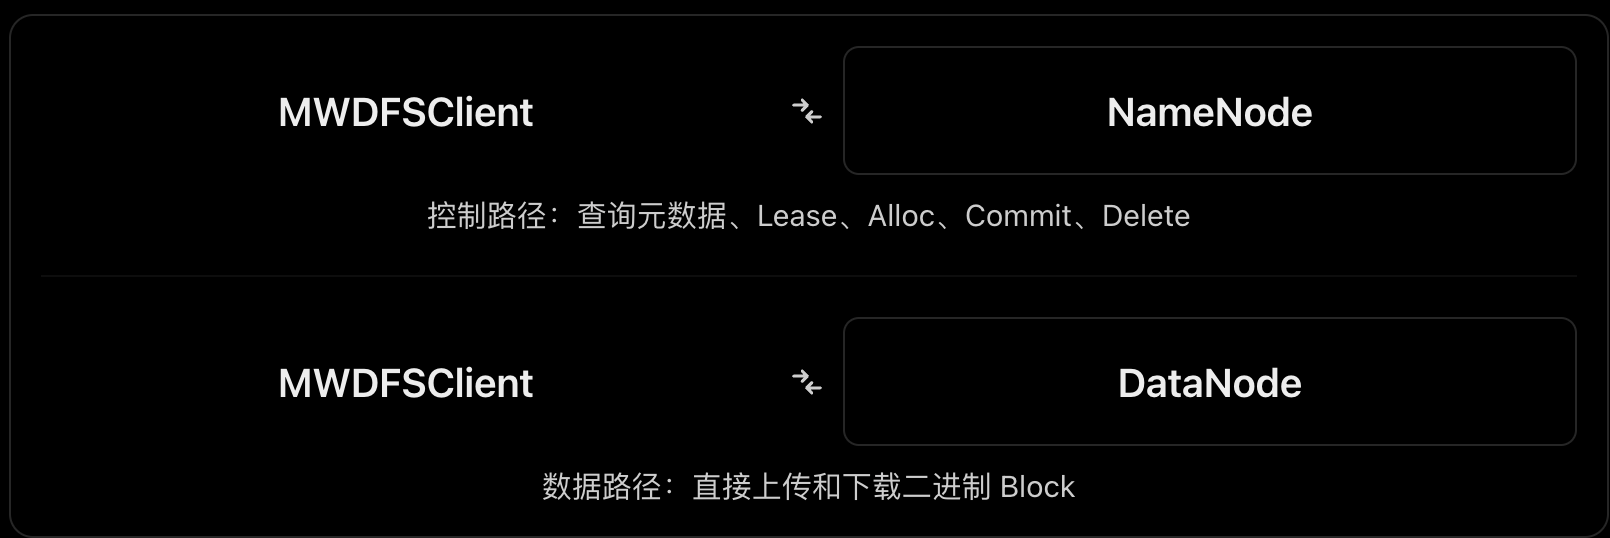 MWDFSClient
NameNode
控制路径：查询元数据、Lease、Alloc、Commit、Delete
MWDFSClient
DataNode
数据路径：直接上传和下载二进制 Block